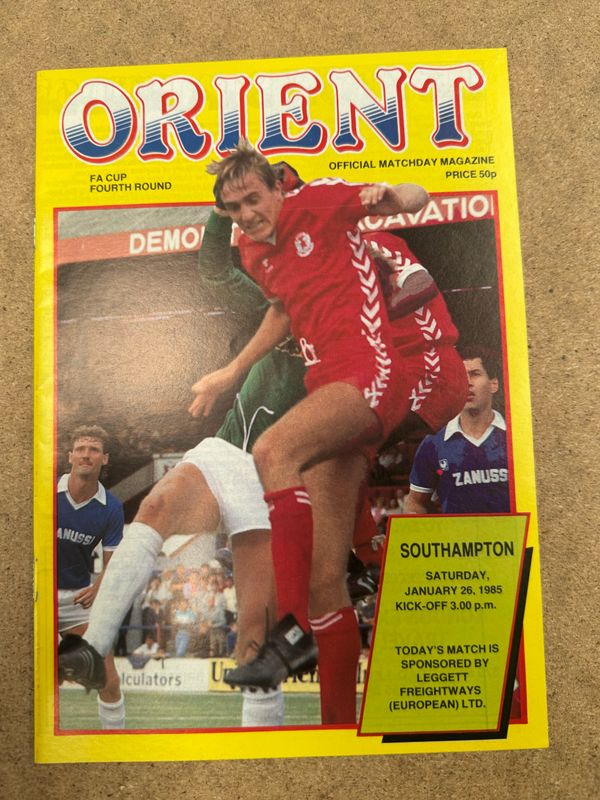 ORIENT
FA CUP
FOURTH ROUND
OFFICIAL MATCHDAY MAGAZINE
PRICE 50p
DEMO
CAVATIO
ANUSSI
ZANUSSI
SOUTHAMPTON
SATURDAY,
JANUARY 26, 1985
KICK-OFF 3.00 p.m.
TODAY'S MATCH IS
SPONSORED BY
LEGGETT
FREIGHTWAYS
(EUROPEAN) LTD.
alculators